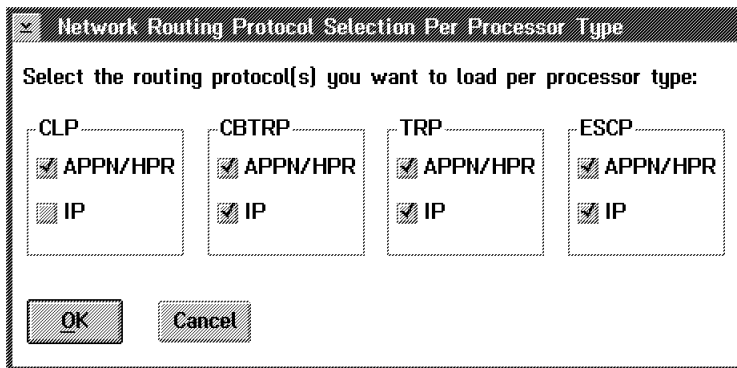 Network Routing Protocol Selection Per Processor Type
Select the routing protocol(s) you want to load per processor type:
CLP CBTRP TRP ESCP
APPN/HPR APPN/HPR APPN/HPR APPN/HPR
IP IP IP IP
OK Cancel